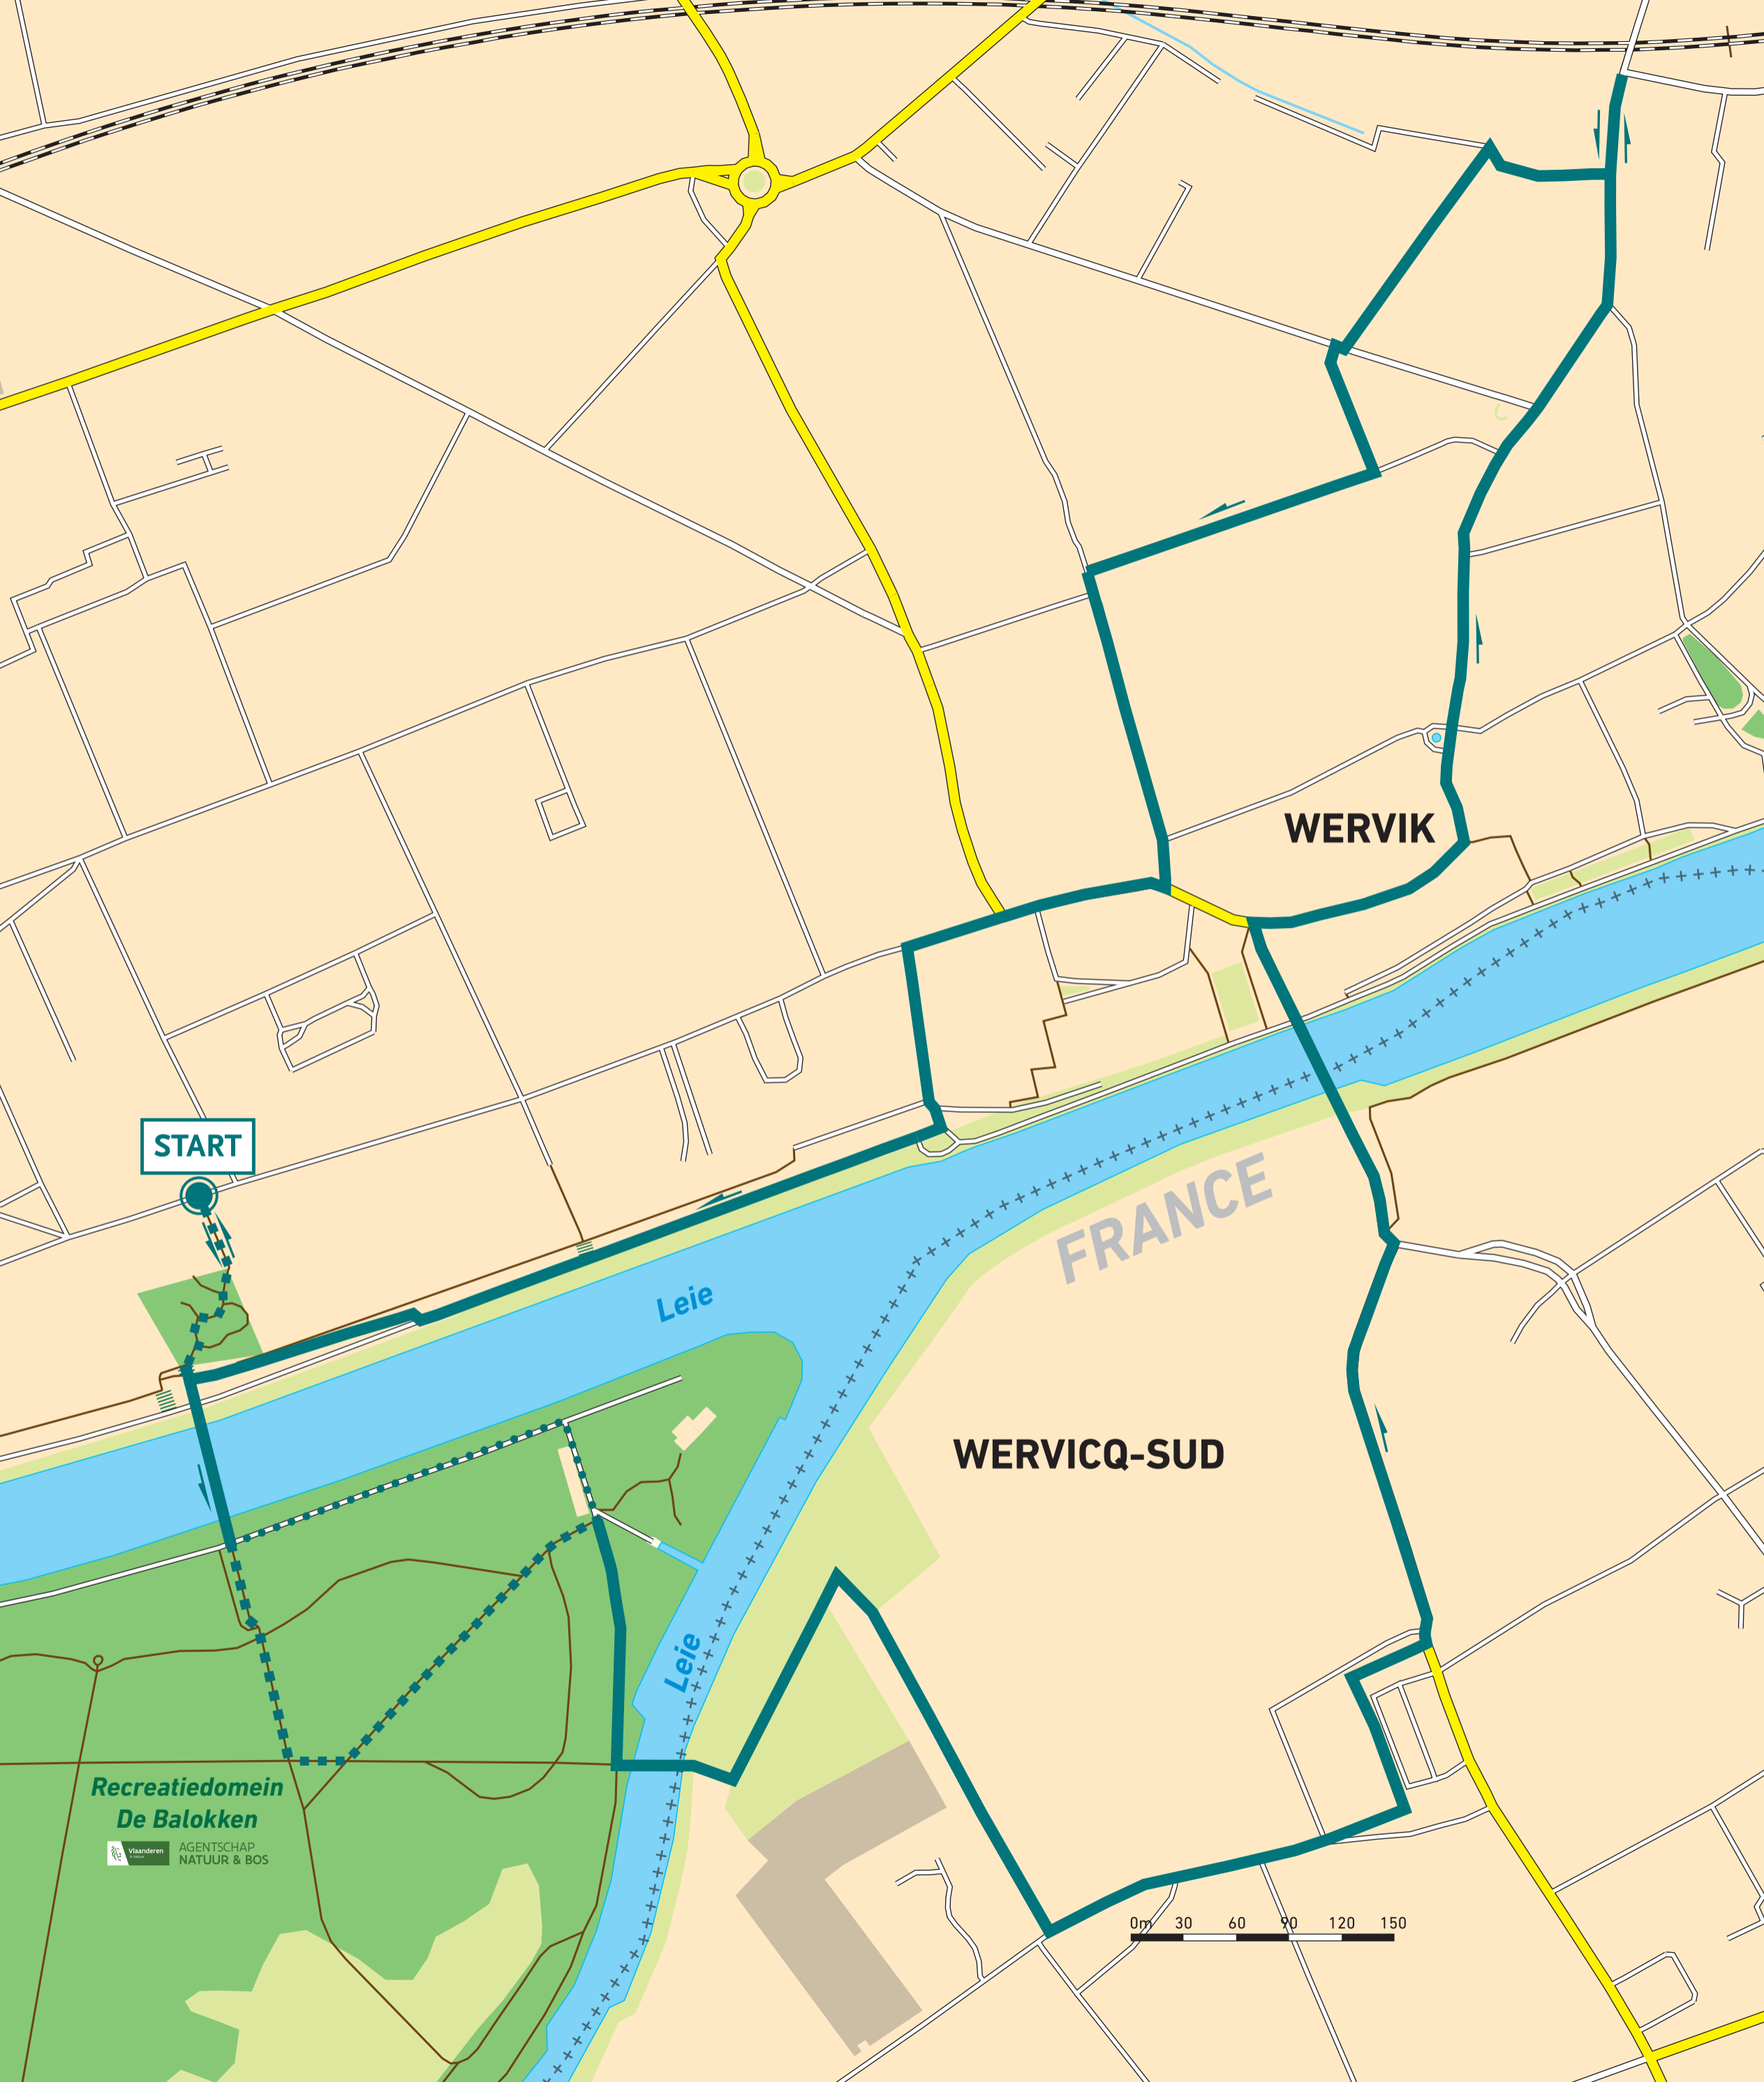 WERVIK
START
FRANCE
Leie
WERVICQ-SUD
Leie
Recreatiedomein
De Balokken
Vlaanderen
AGENTSCHAP
NATUUR & BOS
0m 30 60 90 120 150